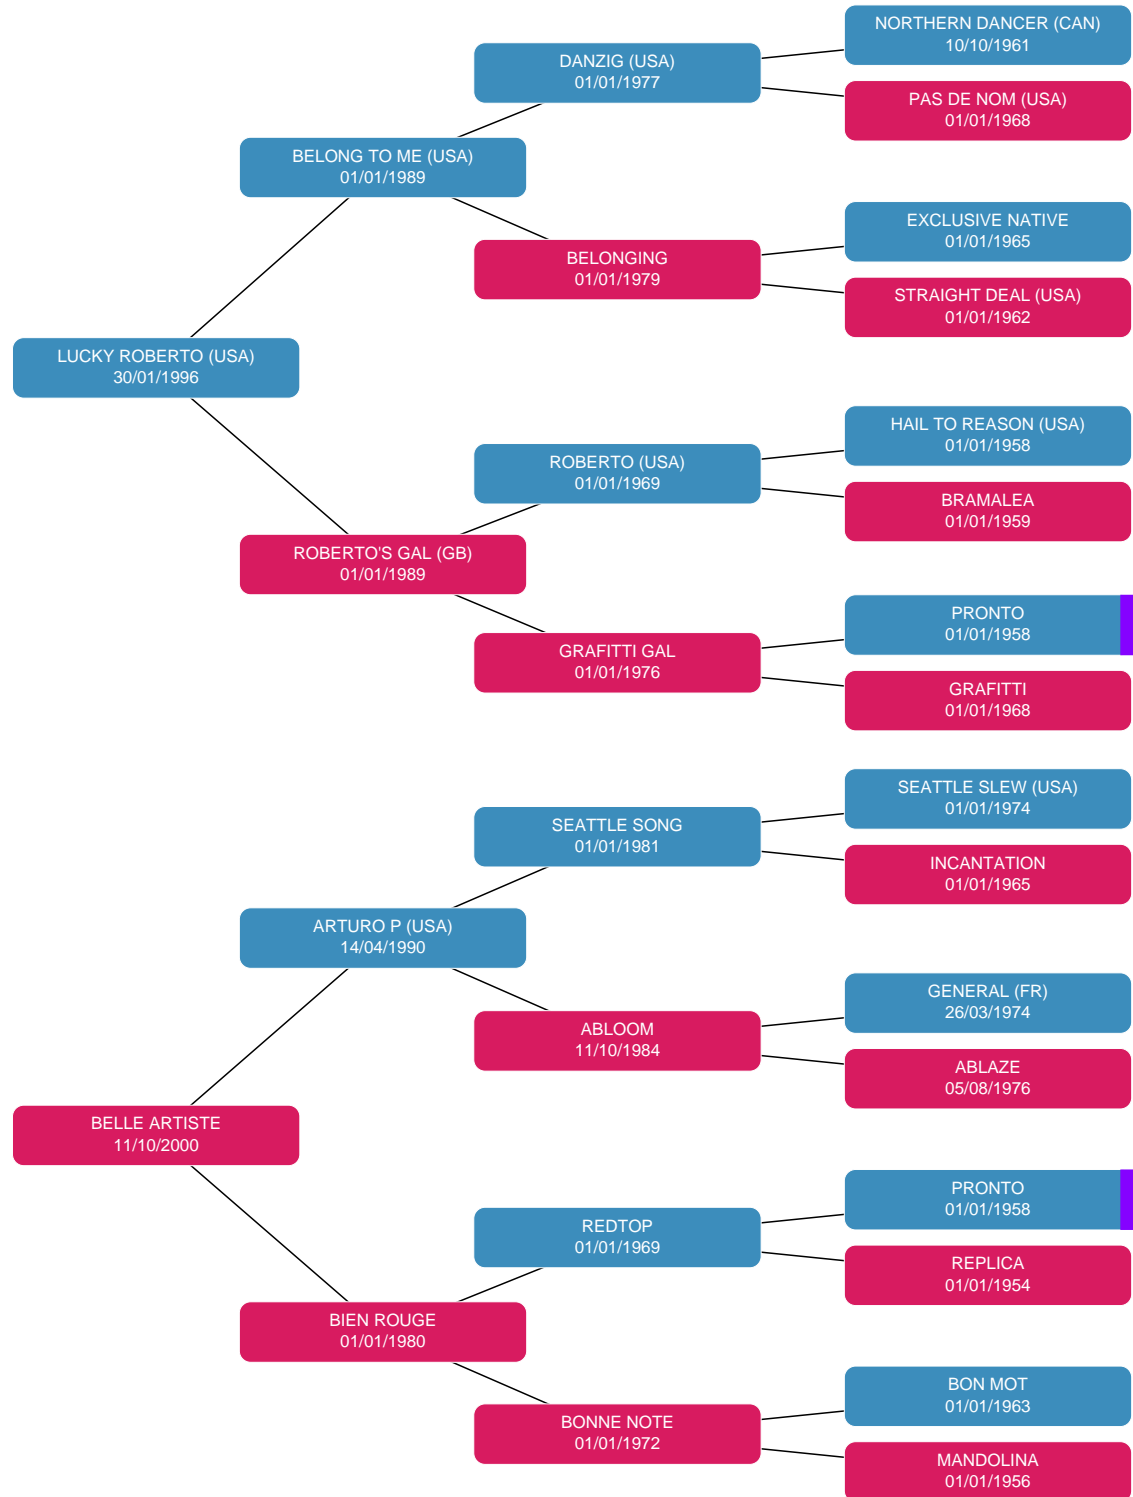 NORTHERN DANCER (CAN)
10/10/1961
DANZIG (USA)
01/01/1977
PAS DE NOM (USA)
01/01/1968
BELONG TO ME (USA)
01/01/1989
EXCLUSIVE NATIVE
01/01/1965
BELONGING
01/01/1979
STRAIGHT DEAL (USA)
01/01/1962
LUCKY ROBERTO (USA)
30/01/1996
HAIL TO REASON (USA)
01/01/1958
ROBERTO (USA)
01/01/1969
BRAMALEA
01/01/1959
ROBERTO'S GAL (GB)
01/01/1989
PRONTO
01/01/1958
GRAFITTI GAL
01/01/1976
GRAFITTI
01/01/1968
SEATTLE SLEW (USA)
01/01/1974
SEATTLE SONG
01/01/1981
INCANTATION
01/01/1965
ARTURO P (USA)
14/04/1990
GENERAL (FR)
26/03/1974
ABLOOM
11/10/1984
ABLAZE
05/08/1976
BELLE ARTISTE
11/10/2000
PRONTO
01/01/1958
REDTOP
01/01/1969
REPLICA
01/01/1954
BIEN ROUGE
01/01/1980
BON MOT
01/01/1963
BONNE NOTE
01/01/1972
MANDOLINA
01/01/1956